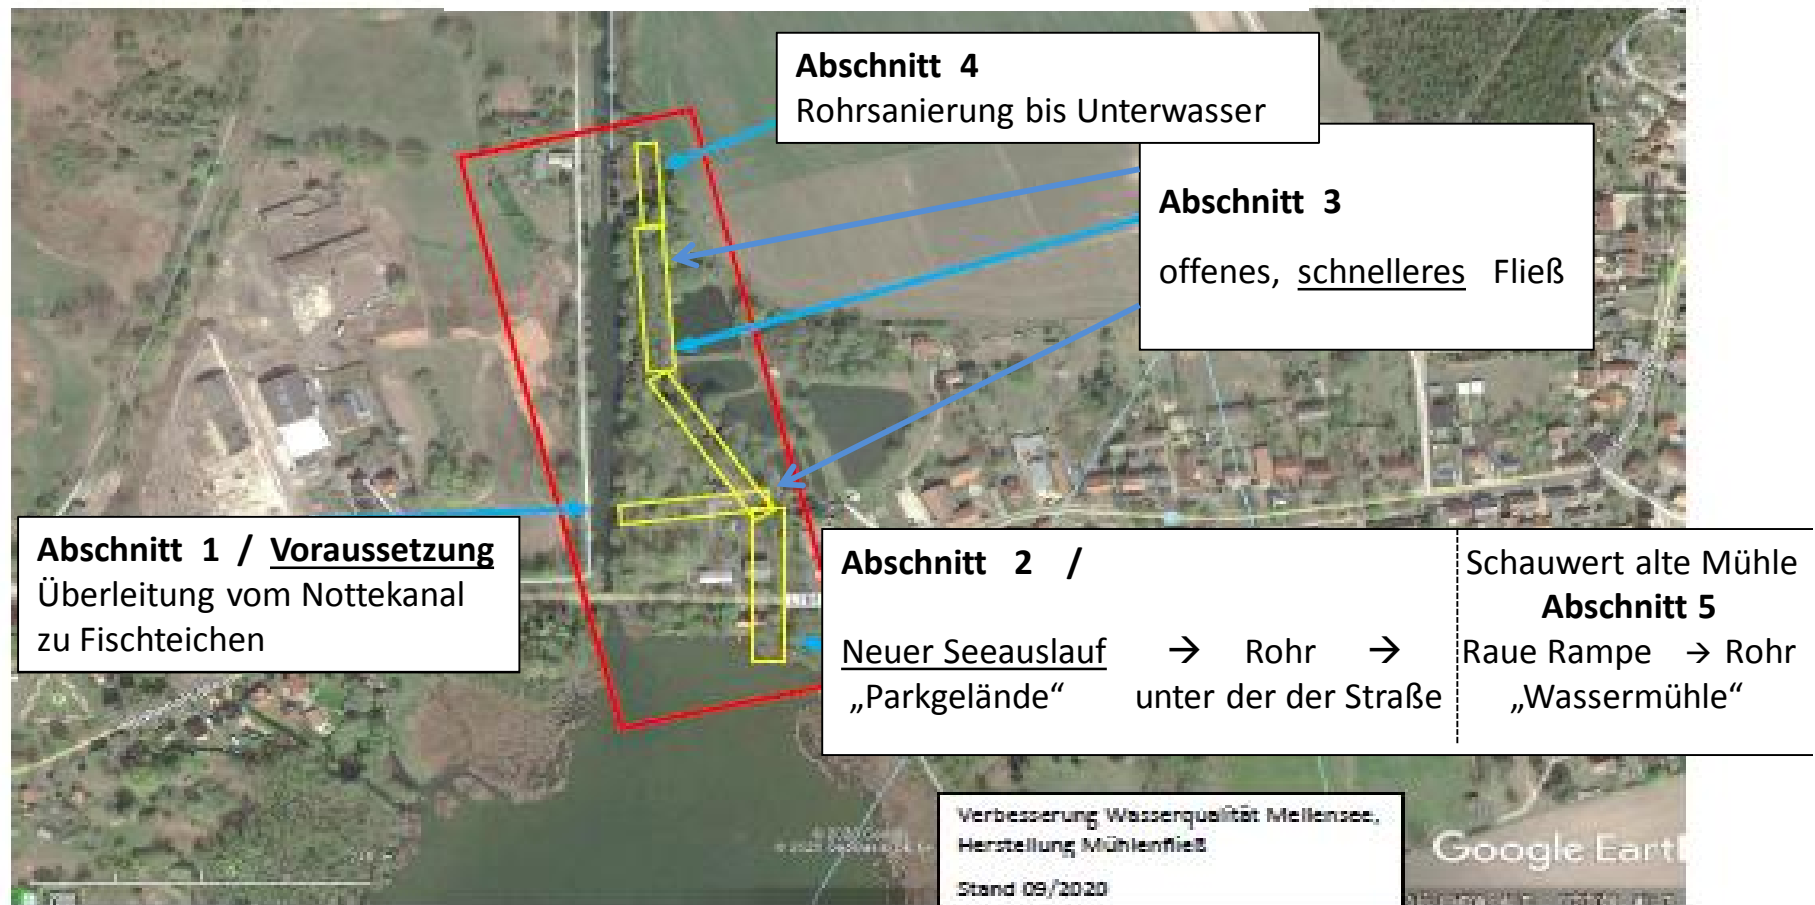 Abschnitt 4
Rohrsanierung bis Unterwasser
Abschnitt 3
offenes, schnelleres Fließ
Abschnitt 1 / Voraussetzung
Überleitung vom Nottekanal
zu Fischteichen
Abschnitt 2 /
Neuer Seeauslauf → Rohr →
„Parkgelände“ unter der der Straße
Schauwert alte Mühle
Abschnitt 5
Raue Rampe → Rohr
„Wassermühle“
Verbesserung Wasserqualität Mellensee,
Herstellung Mühlenfließ
Stand 09/2020
Google Eart